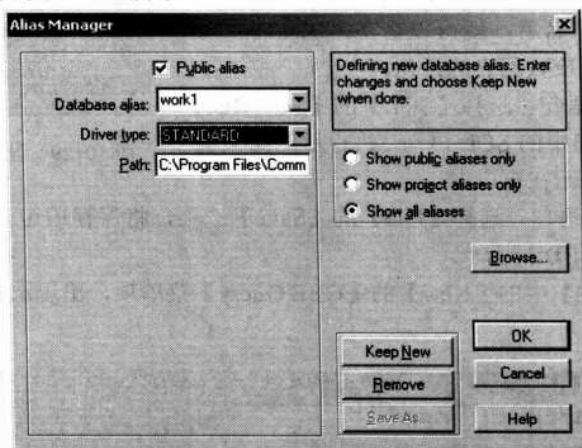 Alias Manager
Public alias
Database alias: work1
Driver type: STANDARD
Path: C:\Program Files\Comm
Defining new database alias. Enter
changes and choose Keep New
when done.
Show public aliases only
Show project aliases only
Show all aliases
Browse...
Keep New
Remove
Save As...
OK
Cancel
Help